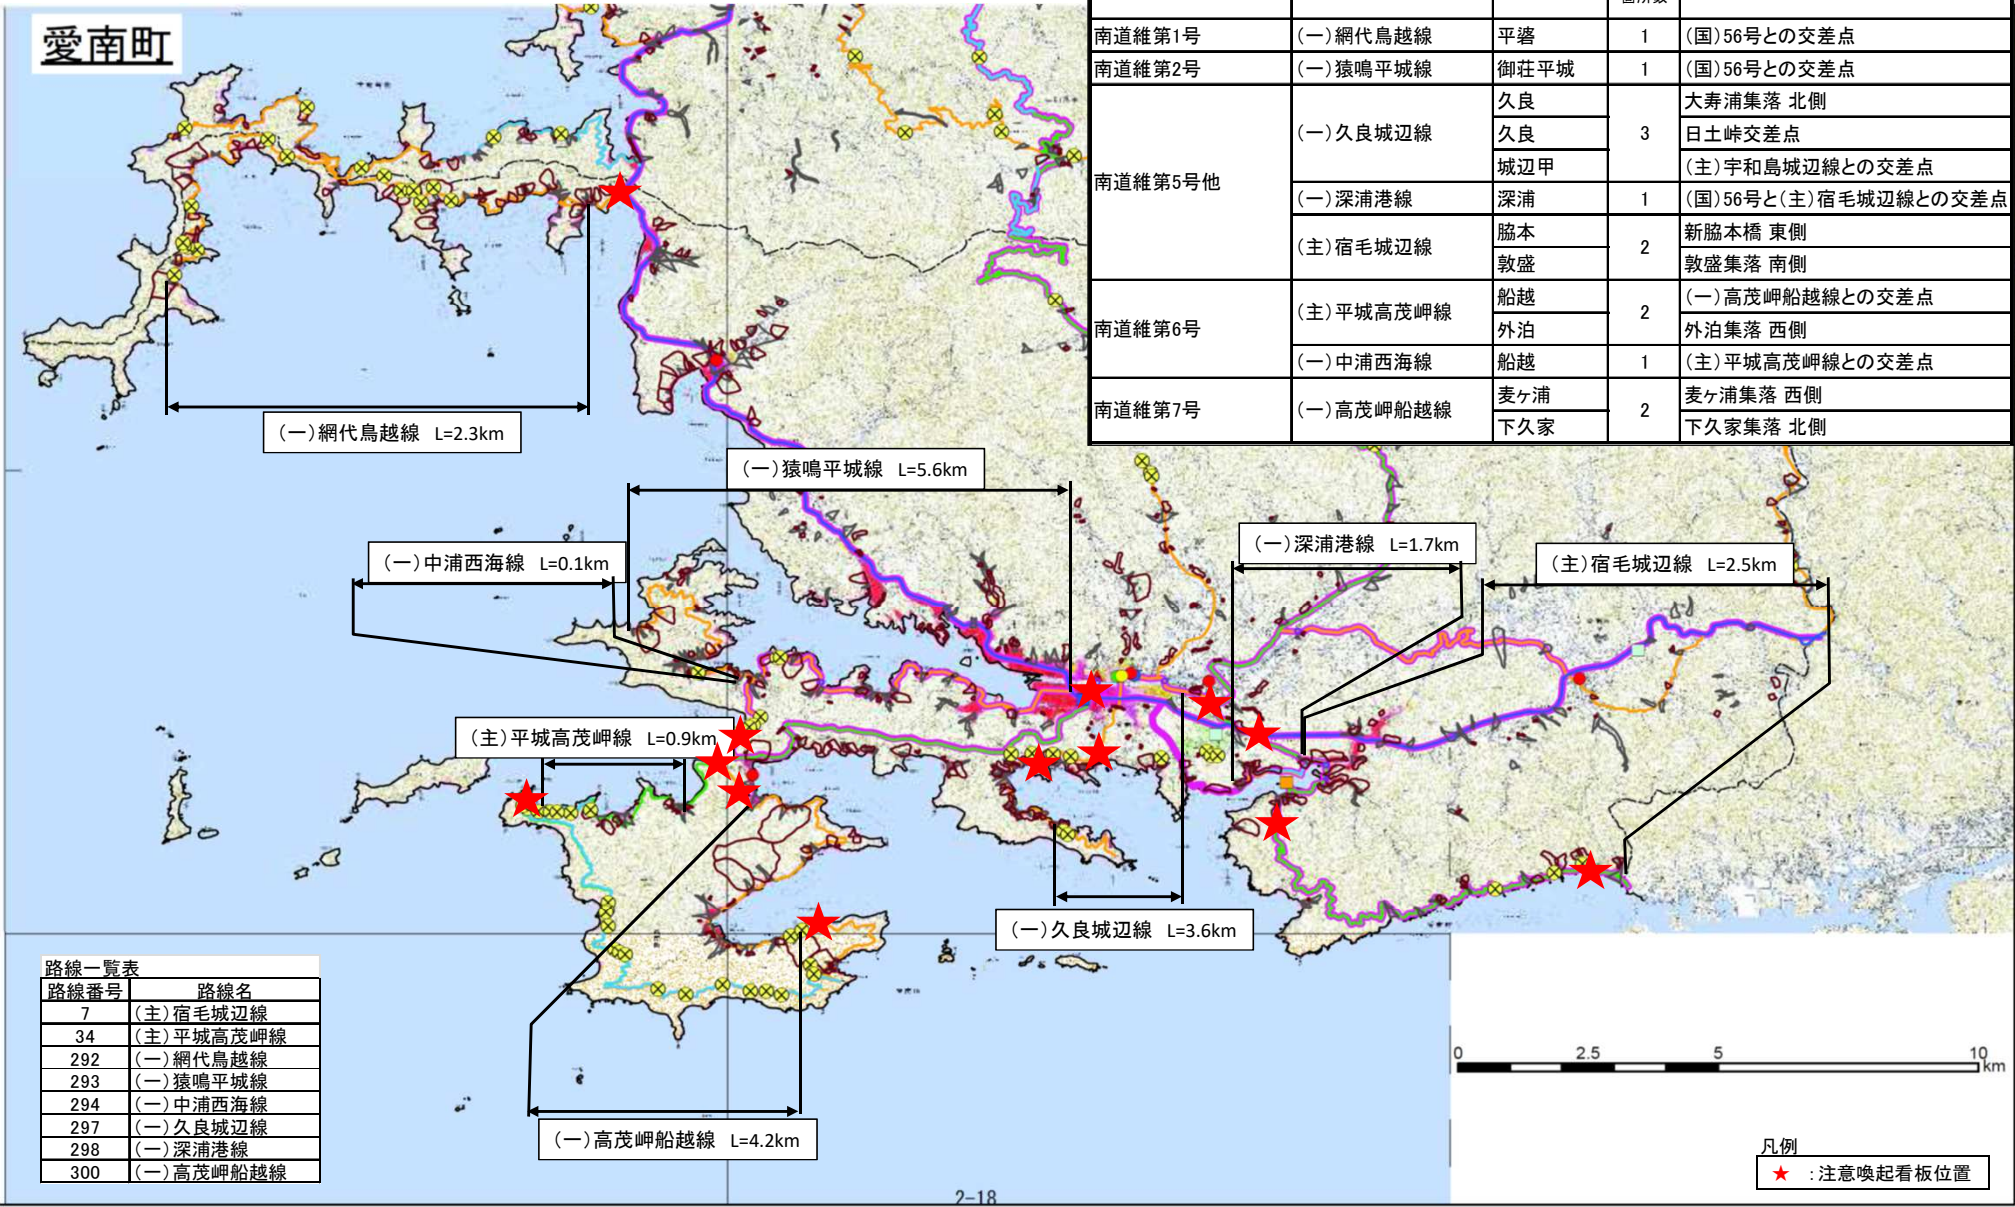 愛南町
南道維第1号 (一)網代鳥越線 平碆 1 (国)56号との交差点
南道維第2号 (一)猿鳴平城線 御荘平城 1 (国)56号との交差点
南道維第5号他 (一)久良城辺線 久良 3 大寿浦集落 北側
久良 日土峠交差点
城辺甲 (主)宇和島城辺線との交差点
(一)深浦港線 深浦 1 (国)56号と(主)宿毛城辺線との交差点
(主)宿毛城辺線 脇本 2 新脇本橋 東側
敦盛 敦盛集落 南側
南道維第6号 (主)平城高茂岬線 船越 2 (一)高茂岬船越線との交差点
外泊 外泊集落 西側
(一)中浦西海線 船越 1 (主)平城高茂岬線との交差点
南道維第7号 (一)高茂岬船越線 麦ヶ浦 2 麦ヶ浦集落 西側
下久家 下久家集落 北側
(一)網代鳥越線 L=2.3km
(一)猿鳴平城線 L=5.6km
(一)中浦西海線 L=0.1km
(一)深浦港線 L=1.7km
(主)宿毛城辺線 L=2.5km
(主)平城高茂岬線 L=0.9km
(一)久良城辺線 L=3.6km
(一)高茂岬船越線 L=4.2km
路線一覧表
路線番号 路線名
7 (主)宿毛城辺線
34 (主)平城高茂岬線
292 (一)網代鳥越線
293 (一)猿鳴平城線
294 (一)中浦西海線
297 (一)久良城辺線
298 (一)深浦港線
300 (一)高茂岬船越線
0 2.5 5 10 km
凡例
★ :注意喚起看板位置
2-18